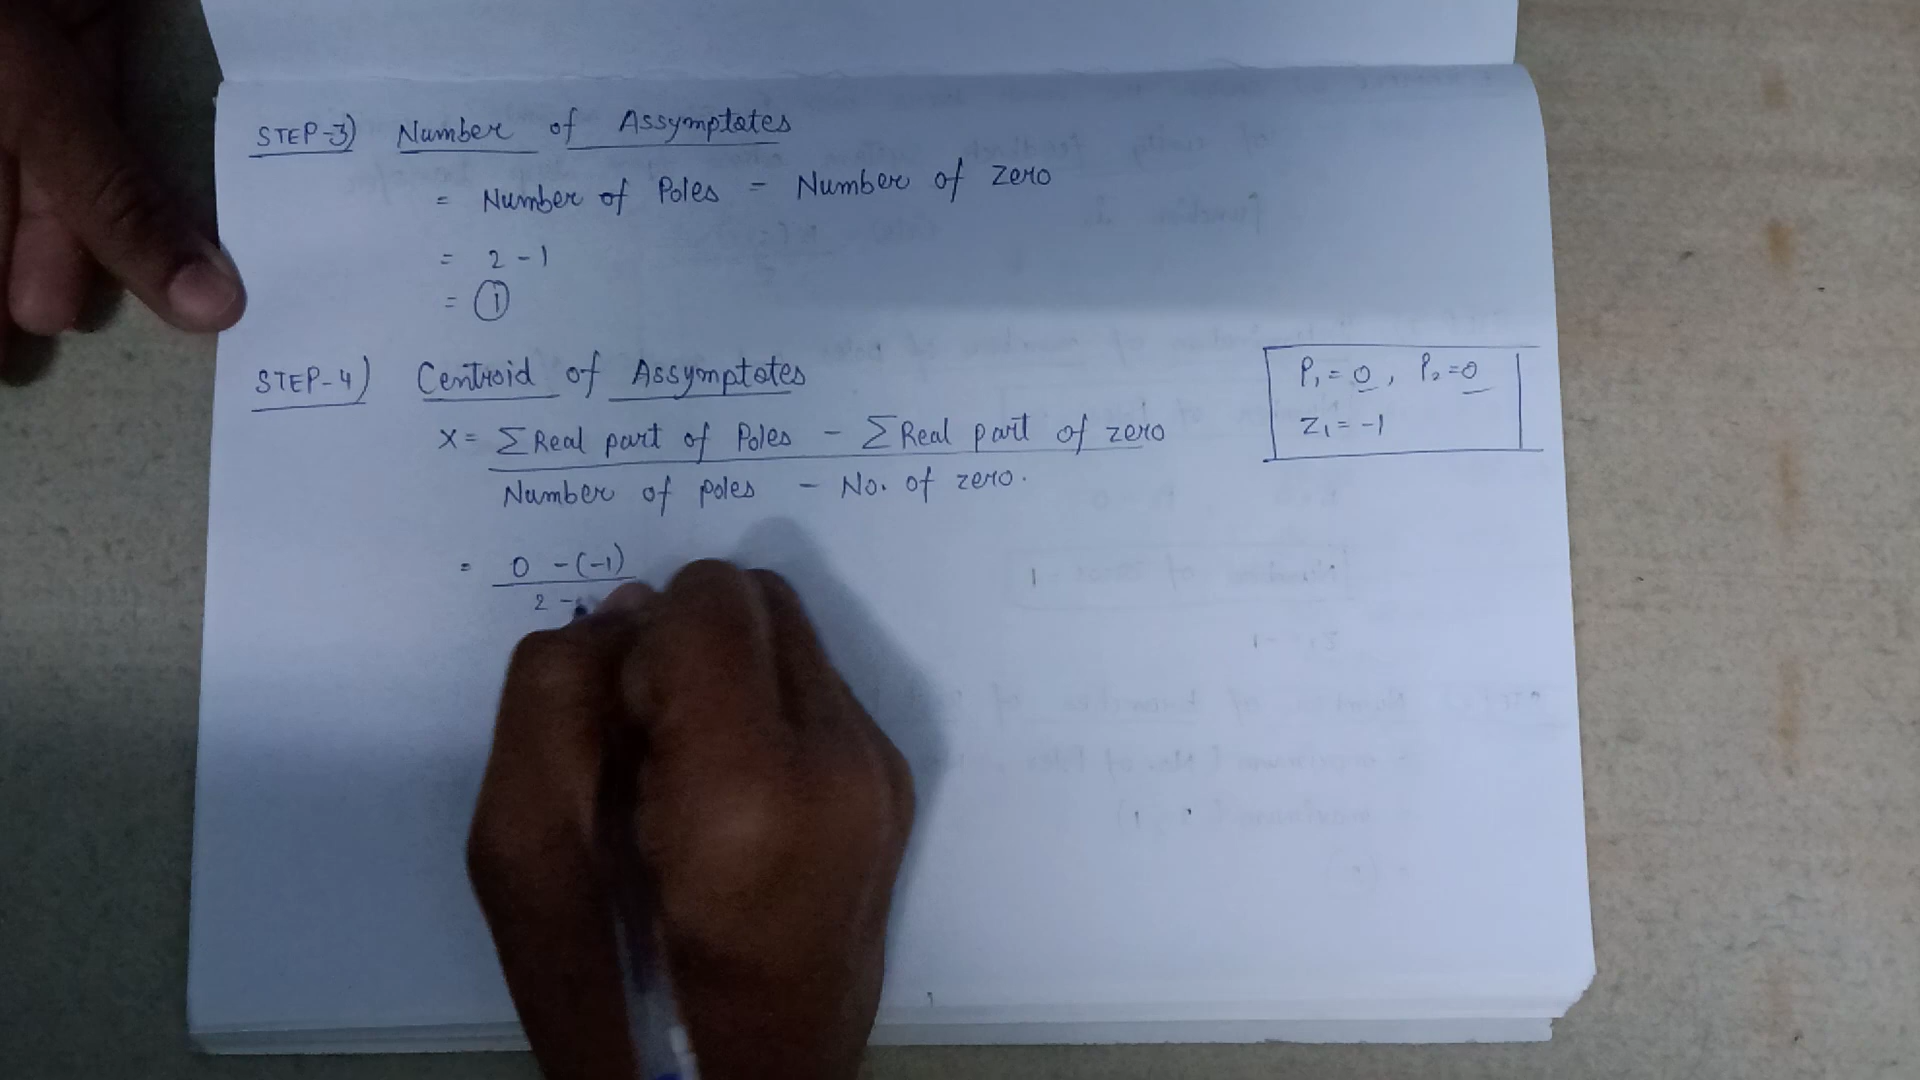 STEP-3) Number of Assymptotes
= Number of Poles - Number of zero
= 2 - 1
= 1
STEP-4) Centroid of Assymptotes
P₁ = 0 , P₂ = 0
Z₁ = -1
X = Σ Real part of Poles - Σ Real part of zero
Number of poles - No. of zero.
= 0 - (-1)
2 -